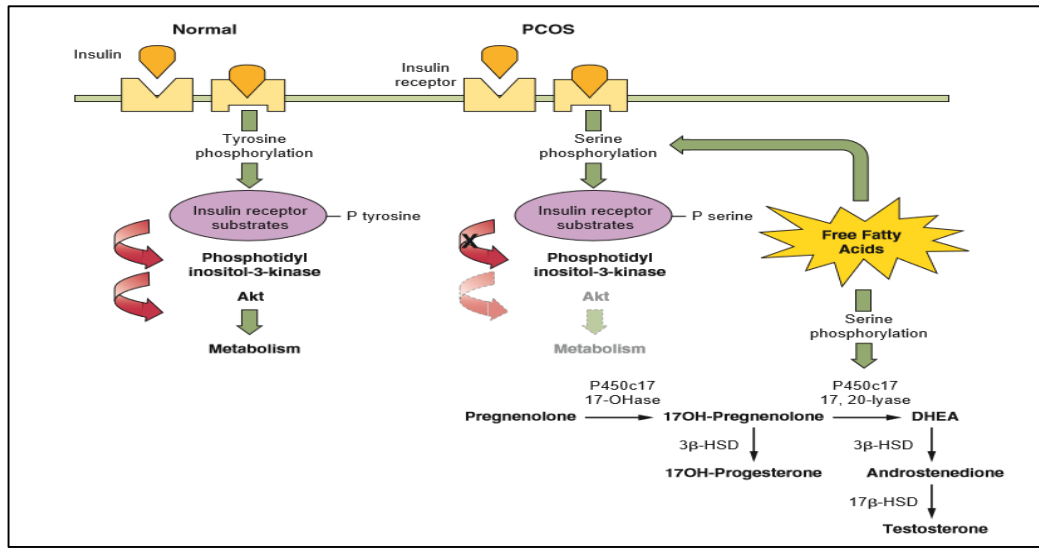 Normal
PCOS
Insulin
Insulin
receptor
Tyrosine
phosphorylation
Serine
phosphorylation
Insulin receptor
substrates
P tyrosine
Insulin receptor
substrates
P serine
Free Fatty
Acids
X
Phosphotidyl
inositol-3-kinase
Phosphotidyl
inositol-3-kinase
Akt
Akt
Metabolism
Metabolism
Serine
phosphorylation
P450c17
17-OHase
P450c17
17, 20-lyase
Pregnenolone
17OH-Pregnenolone
DHEA
3β-HSD
3β-HSD
17OH-Progesterone
Androstenedione
17β-HSD
Testosterone